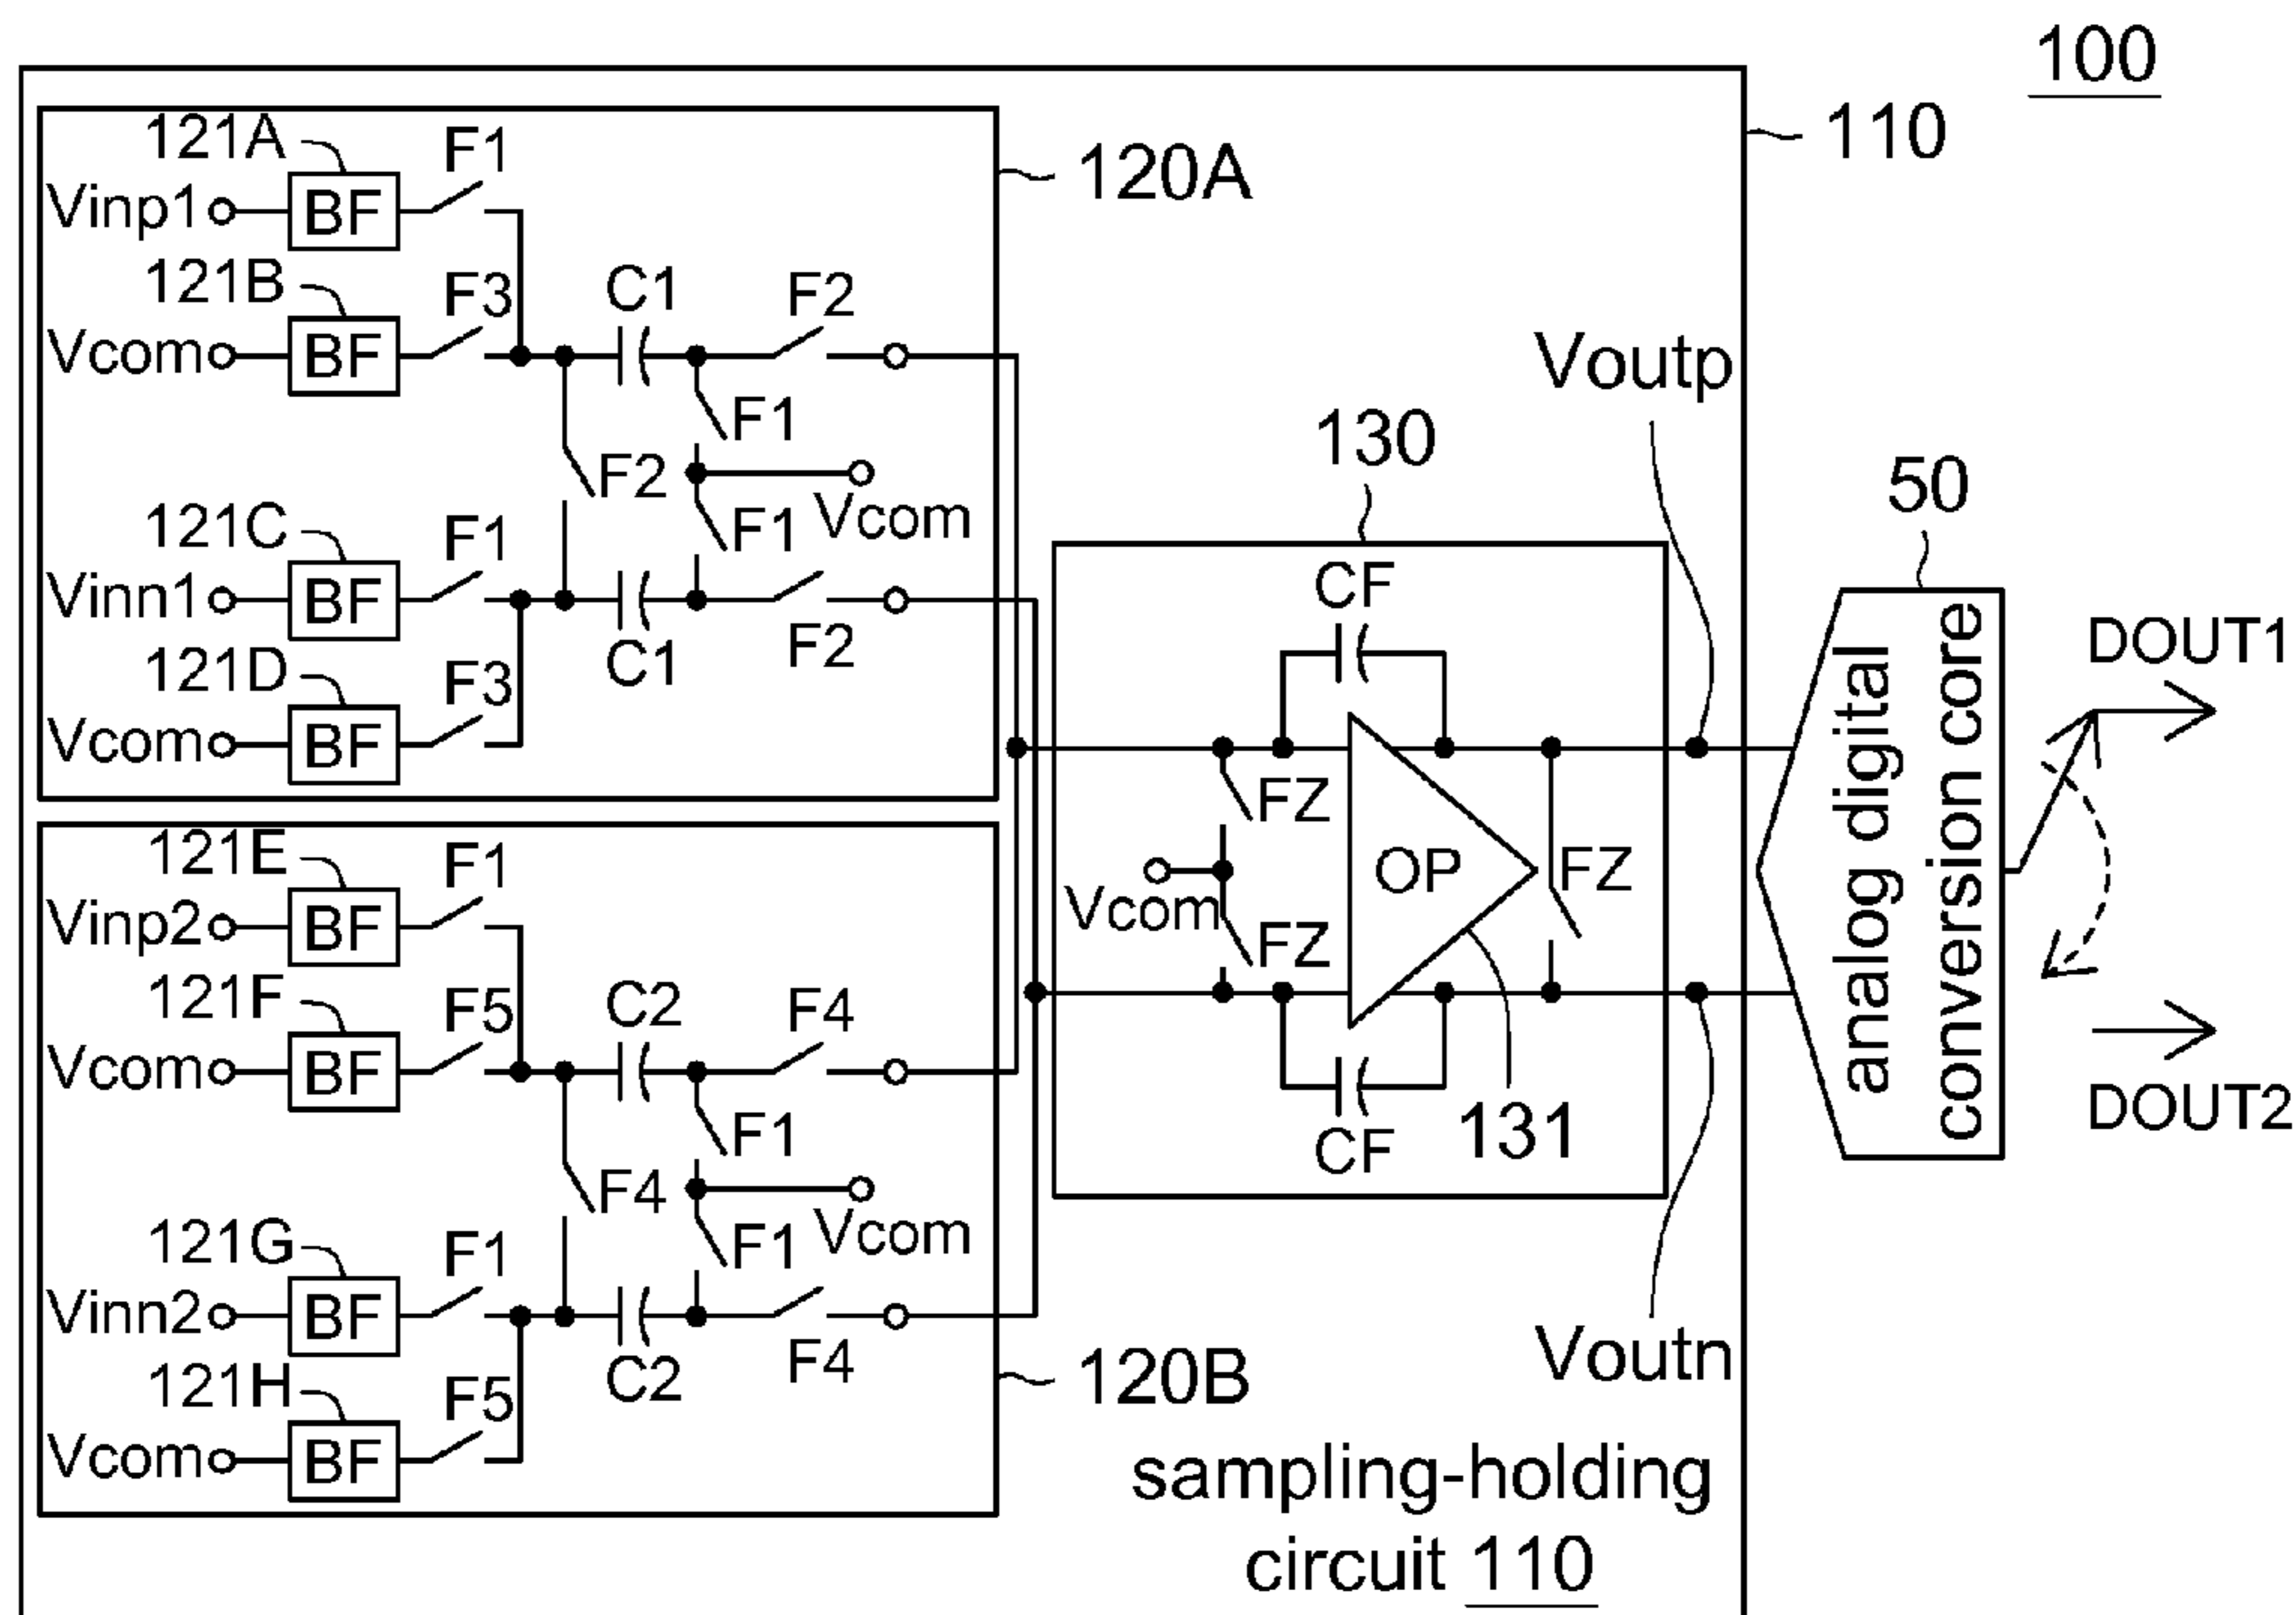 100
110
121A
F1
120A
Vinp1
BF
121B
F3
C1
F2
Vcom
BF
Voutp
F1
130
F2
50
Vcom
121C
F1
F1
Vinn1
BF
CF
DOUT1
C1
F2
121D
F3
Vcom
BF
analog digital
conversion core
FZ
121E
F1
OP
FZ
Vcom
Vinp2
BF
FZ
121F
F5
C2
F4
Vcom
BF
DOUT2
F1
131
CF
F4
Vcom
121G
F1
F1
Vinn2
BF
Voutn
C2
F4
120B
121H
F5
Vcom
BF
sampling-holding
circuit 110